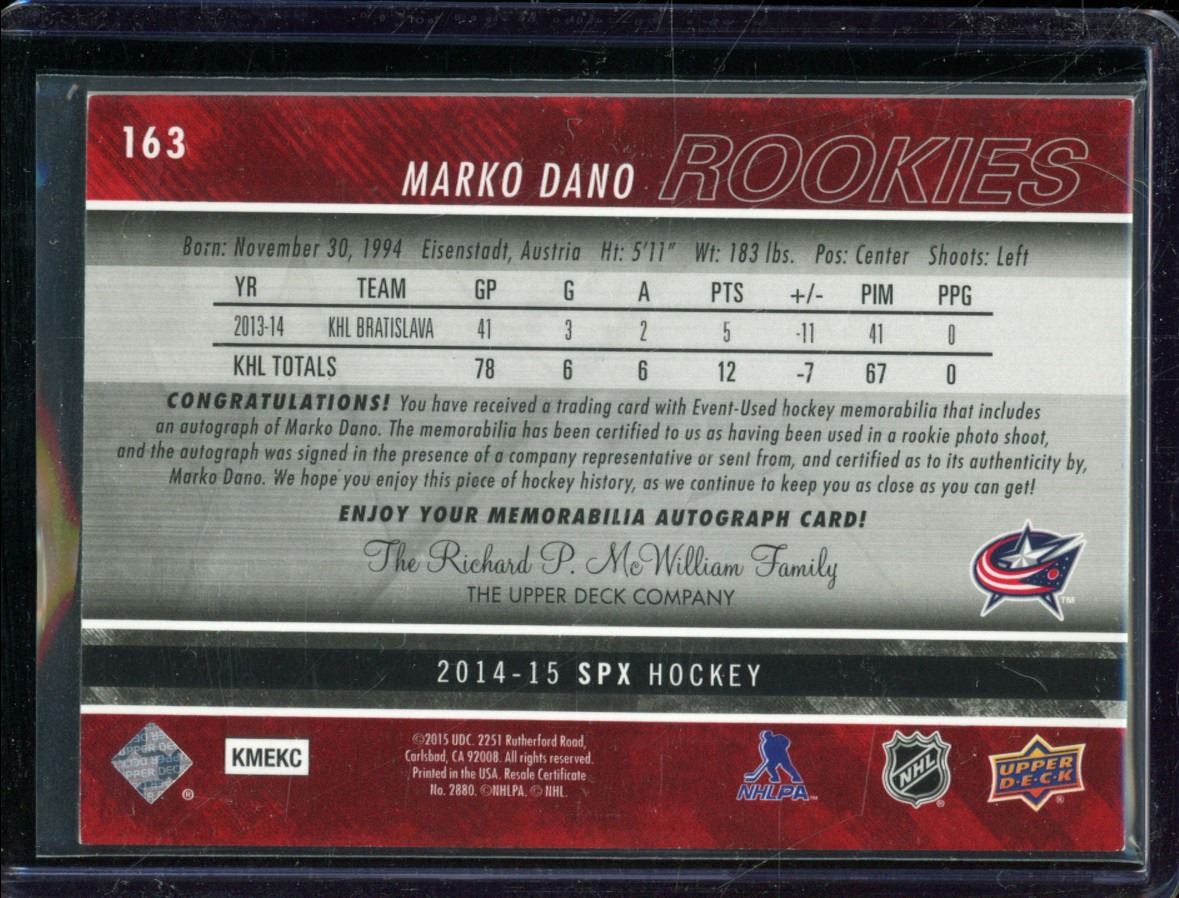 163
MARKO DANO ROOKIES
Born: November 30, 1994 Eisenstadt, Austria Ht: 5'11" Wt: 183 lbs. Pos: Center Shoots: Left
YR TEAM GP G A PTS +/- PIM PPG
2013-14 KHL BRATISLAVA 41 3 2 5 -11 41 0
KHL TOTALS 78 6 6 12 -7 67 0
CONGRATULATIONS! You have received a trading card with Event-Used hockey memorabilia that includes
an autograph of Marko Dano. The memorabilia has been certified to us as having been used in a rookie photo shoot,
and the autograph was signed in the presence of a company representative or sent from, and certified as to its authenticity by,
Marko Dano. We hope you enjoy this piece of hockey history, as we continue to keep you as close as you can get!
ENJOY YOUR MEMORABILIA AUTOGRAPH CARD!
The Richard P. McWilliam Family
THE UPPER DECK COMPANY
TM
2014-15 SPX HOCKEY
UPPER DE
®
KMEKC
©2015 UDC. 2251 Rutherford Road,
Carlsbad, CA 92008. All rights reserved.
Printed in the USA. Resale Certificate
No. 2880. ©NHLPA. © NHL.
NHLPA™
NHL®
UPPER
D·E·C·K®